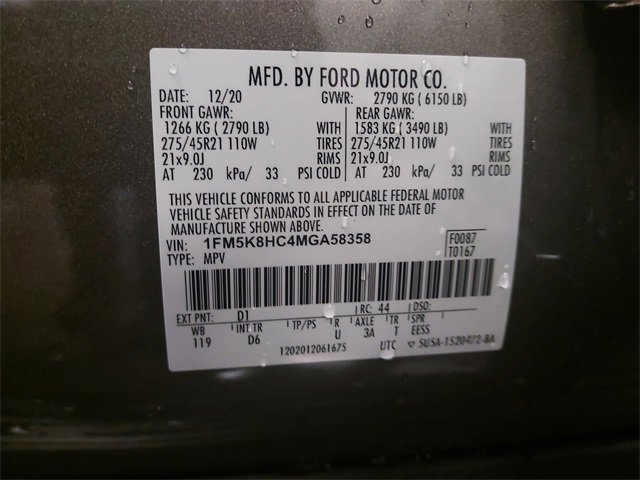 MFD. BY FORD MOTOR CO.
DATE: 12/20 GVWR: 2790 KG ( 6150 LB)
FRONT GAWR: REAR GAWR:
1266 KG ( 2790 LB) WITH 1583 KG ( 3490 LB) WITH
275/45R21 110W TIRES 275/45R21 110W TIRES
21x9.0J RIMS 21x9.0J RIMS
AT 230 kPa/ 33 PSI COLD AT 230 kPa/ 33 PSI COLD
THIS VEHICLE CONFORMS TO ALL APPLICABLE FEDERAL MOTOR
VEHICLE SAFETY STANDARDS IN EFFECT ON THE DATE OF
MANUFACTURE SHOWN ABOVE.
VIN: 1FM5K8HC4MGA58358 F0087
TYPE: MPV T0167
EXT PNT: D1 RC: 44 DSO:
WB INT TR TP/PS R AXLE TR SPR
119 D6 U 3A T EESS
1202012061675 UTC ▽ SU5A-1520472-BA